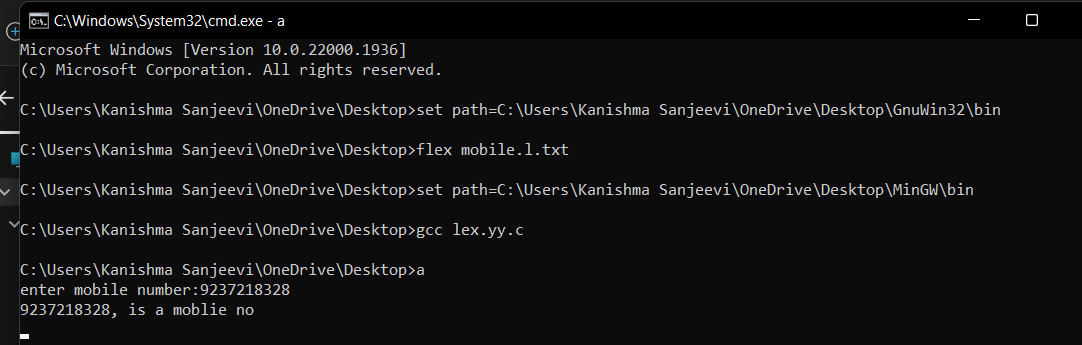 C:\Windows\System32\cmd.exe - a
Microsoft Windows [Version 10.0.22000.1936]
(c) Microsoft Corporation. All rights reserved.
C:\Users\Kanishma Sanjeevi\OneDrive\Desktop>set path=C:\Users\Kanishma Sanjeevi\OneDrive\Desktop\GnuWin32\bin
C:\Users\Kanishma Sanjeevi\OneDrive\Desktop>flex mobile.l.txt
C:\Users\Kanishma Sanjeevi\OneDrive\Desktop>set path=C:\Users\Kanishma Sanjeevi\OneDrive\Desktop\MinGW\bin
C:\Users\Kanishma Sanjeevi\OneDrive\Desktop>gcc lex.yy.c
C:\Users\Kanishma Sanjeevi\OneDrive\Desktop>a
enter mobile number:9237218328
9237218328, is a moblie no